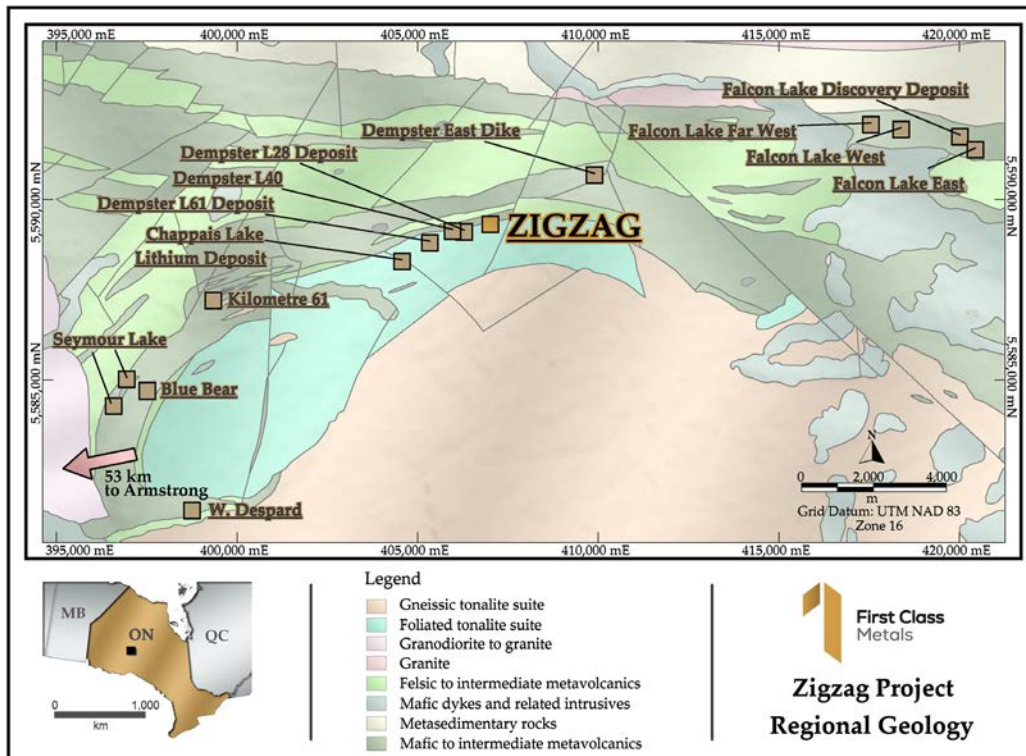 395,000 mE
400,000 mE
405,000 mE
410,000 mE
415,000 mE
420,000 mE
Falcon Lake Discovery Deposit
Dempster East Dike
Falcon Lake Far West
Dempster L28 Deposit
Falcon Lake West
Dempster L40
Falcon Lake East
Dempster L61 Deposit
5,590,000 mN
5,590,000 mN
ZIGZAG
Chappais Lake
Lithium Deposit
Kilometre 61
Seymour Lake
Blue Bear
5,585,000 mN
5,585,000 mN
53 km
to Armstrong
N
0 2,000 4,000
m
Grid Datum: UTM NAD 83
Zone 16
W. Despard
395,000 mE
400,000 mE
405,000 mE
410,000 mE
415,000 mE
420,000 mE
MB
ON
QC
0 1,000
km
Legend
Gneissic tonalite suite
Foliated tonalite suite
Granodiorite to granite
Granite
Felsic to intermediate metavolcanics
Mafic dykes and related intrusives
Metasedimentary rocks
Mafic to intermediate metavolcanics
First Class
Metals
Zigzag Project
Regional Geology